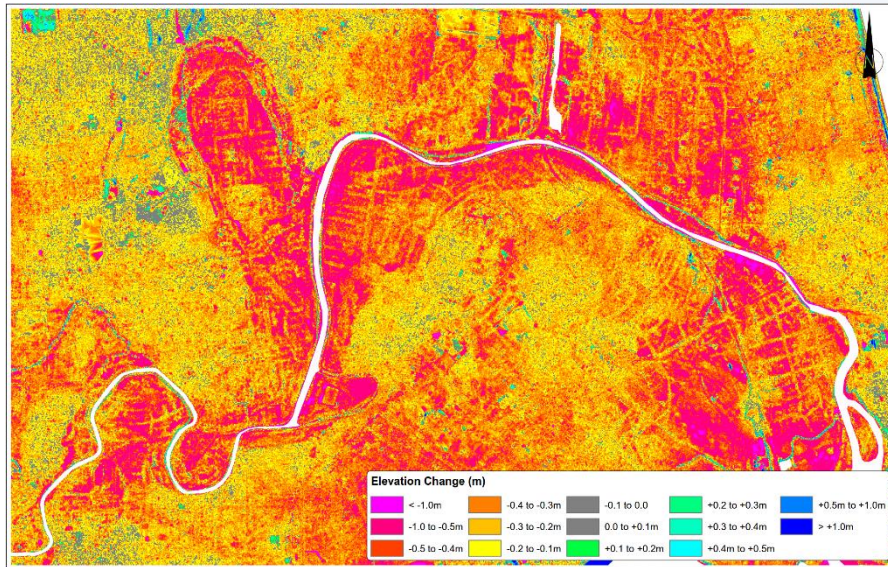 N
Elevation Change (m)
< -1.0m -0.4 to -0.3m -0.1 to 0.0 +0.2 to +0.3m +0.5m to +1.0m
-1.0 to -0.5m -0.3 to -0.2m 0.0 to +0.1m +0.3 to +0.4m > +1.0m
-0.5 to -0.4m -0.2 to -0.1m +0.1 to +0.2m +0.4m to +0.5m